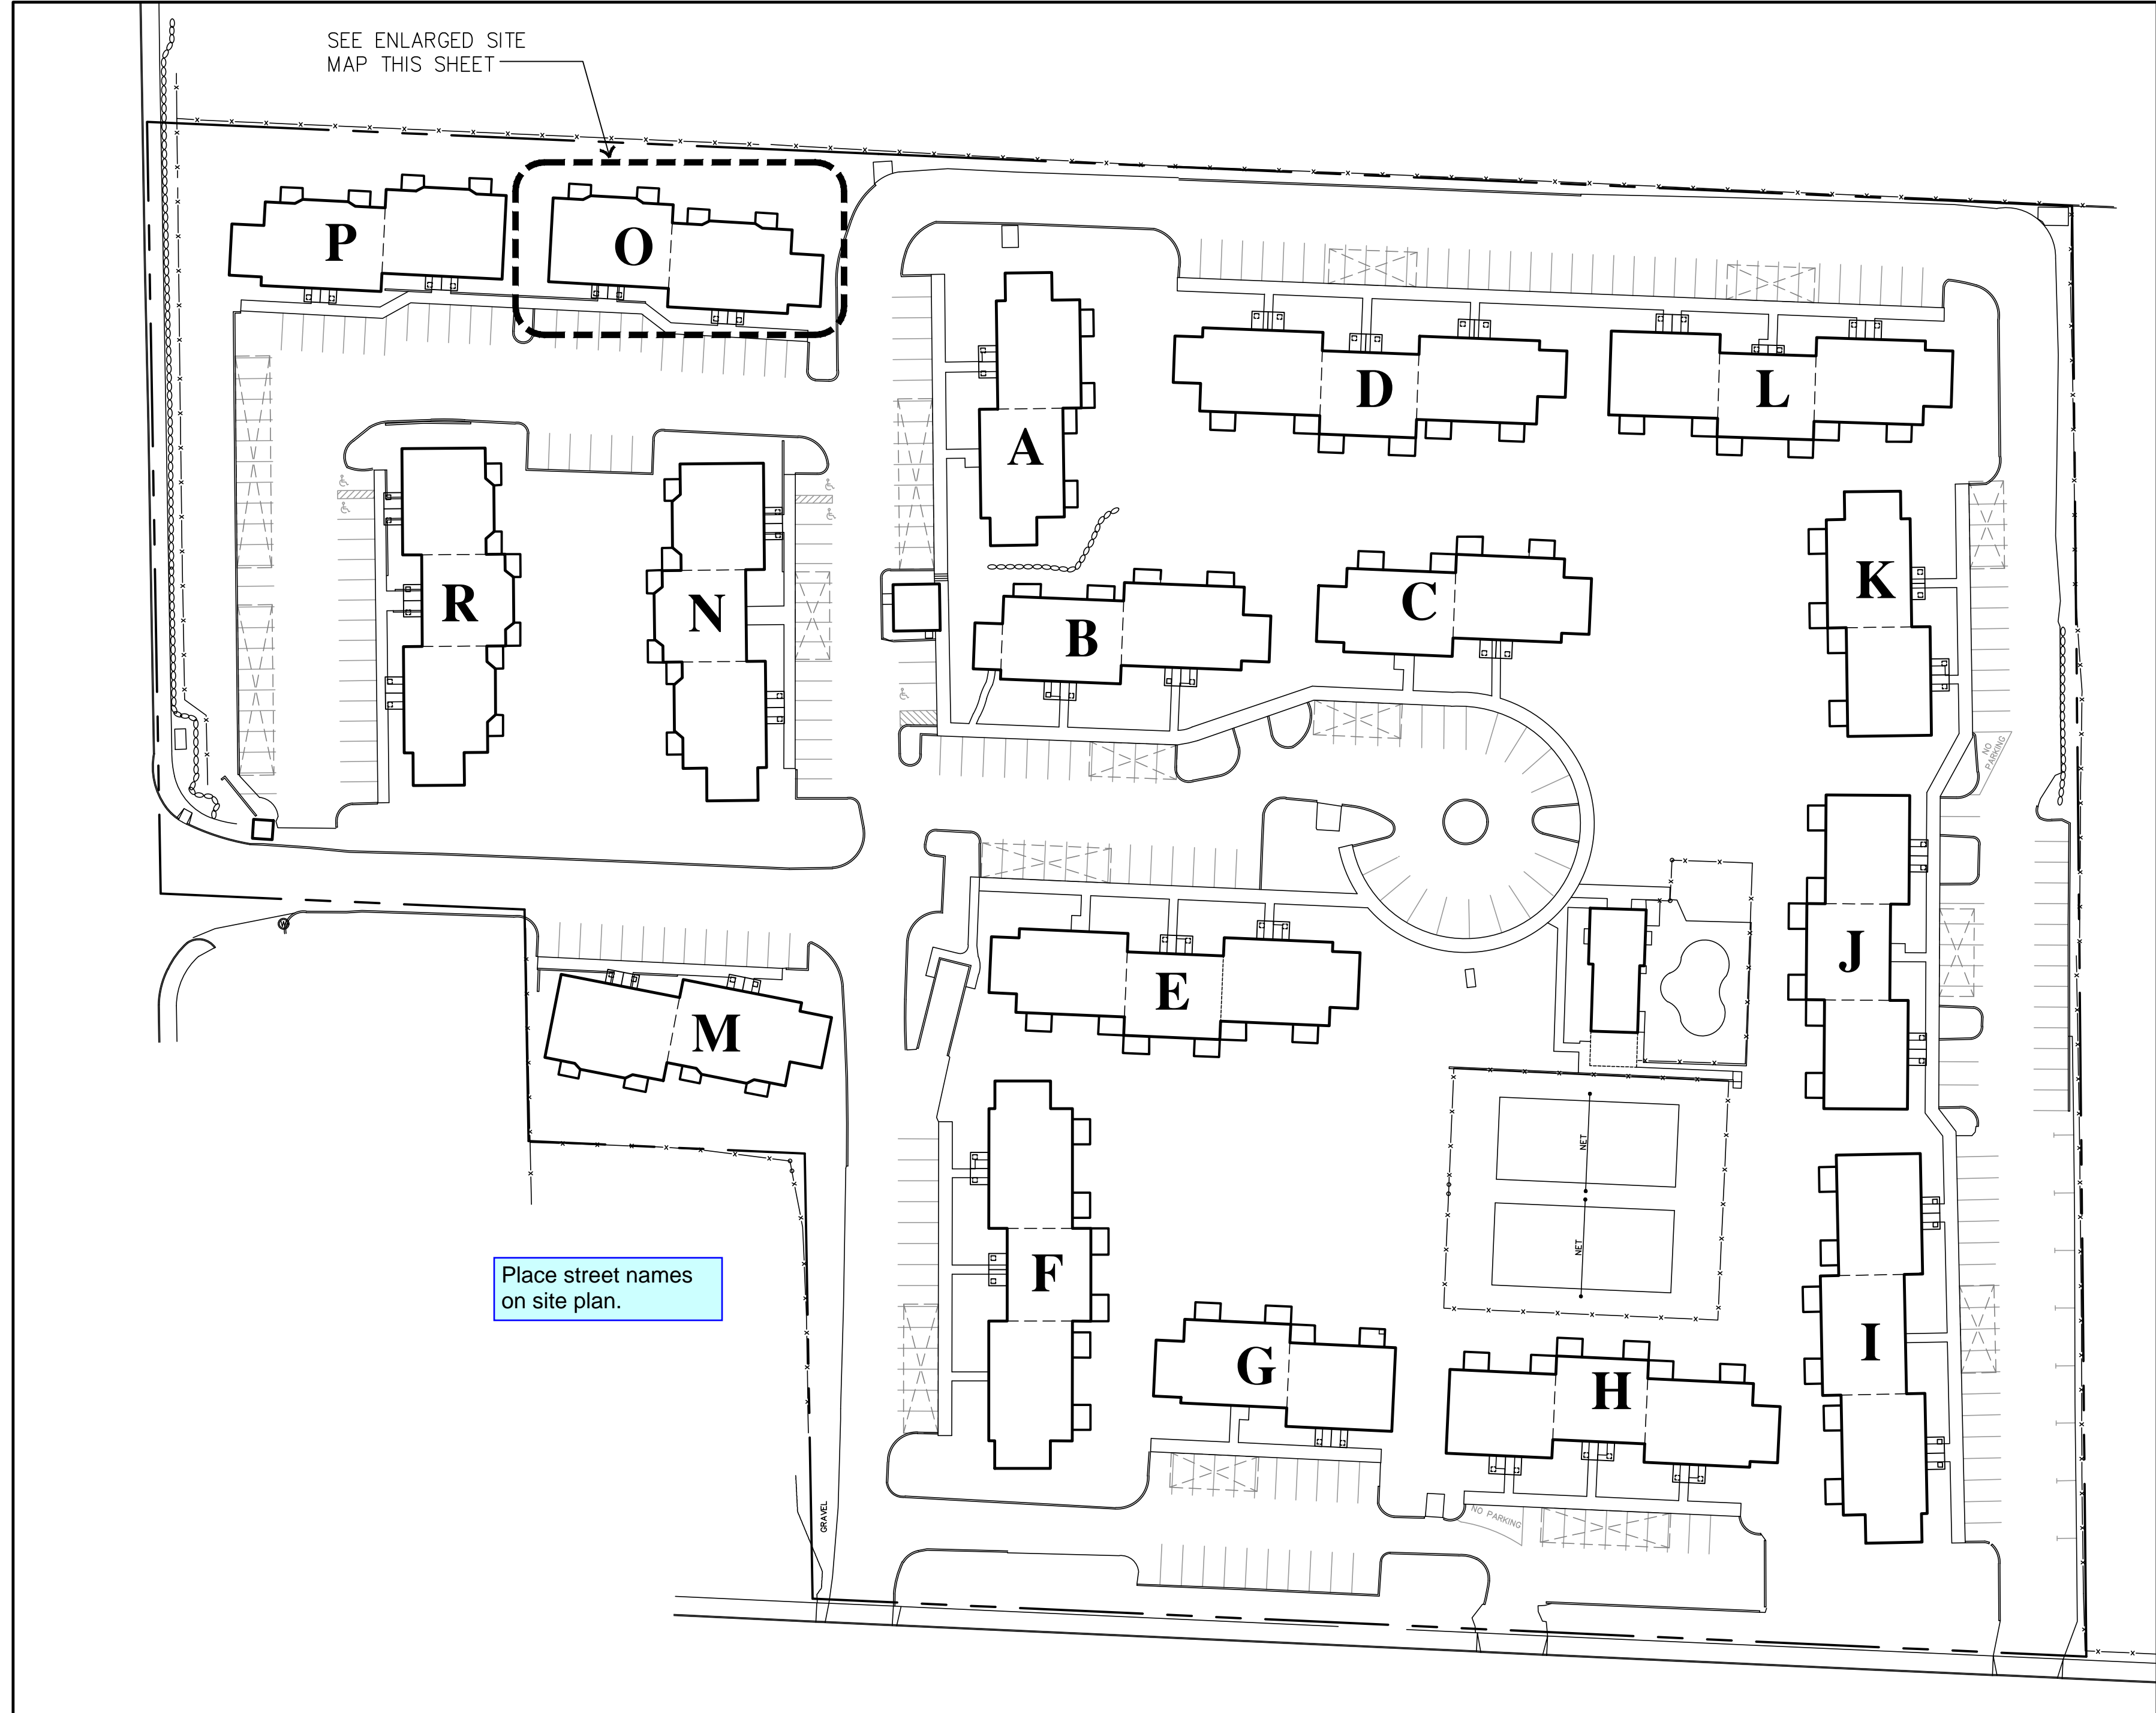 SEE ENLARGED SITE
MAP THIS SHEET
P
O
A
D
L
R
N
B
C
K
NO
PARKING
W
E
J
M
NET
NET
Place street names
on site plan.
F
G
H
I
GRAVEL
NO PARKING